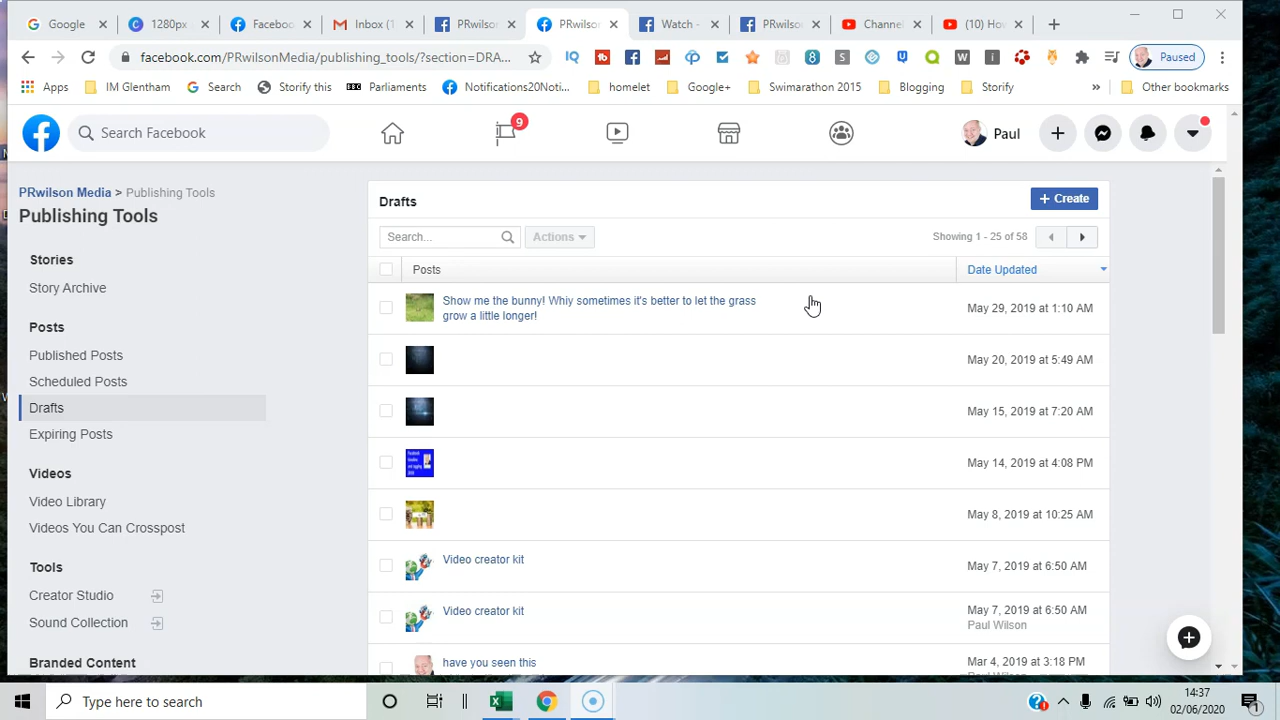 Google
1280px
Faceboo
Inbox (1
PRwilson
PRwilson
Watch -
PRwilson
Channel
(10) Ho
facebook.com/PRwilsonMedia/publishing_tools/?section=DRA...
Paused
Apps
IM Glentham
Search
Storify this
BBC Parliament
Notifications20Noti...
homelet
Google+
Swimarathon 2015
Blogging
Storify
»
Other bookmarks
Search Facebook
9
Paul
PRwilson Media > Publishing Tools
Publishing Tools
Stories
Story Archive
Posts
Published Posts
Scheduled Posts
Drafts
Expiring Posts
Videos
Video Library
Videos You Can Crosspost
Tools
Creator Studio
Sound Collection
Branded Content
Drafts
+ Create
Search...
Actions
Showing 1 - 25 of 58
Posts
Date Updated
Show me the bunny! Whiy sometimes it's better to let the grass
grow a little longer!
May 29, 2019 at 1:10 AM
May 20, 2019 at 5:49 AM
May 15, 2019 at 7:20 AM
May 14, 2019 at 4:08 PM
May 8, 2019 at 10:25 AM
Video creator kit
May 7, 2019 at 6:50 AM
Video creator kit
May 7, 2019 at 6:50 AM
Paul Wilson
have you seen this
Mar 4, 2019 at 3:18 PM
Paul Wilson
Type here to search
14:37
02/06/2020